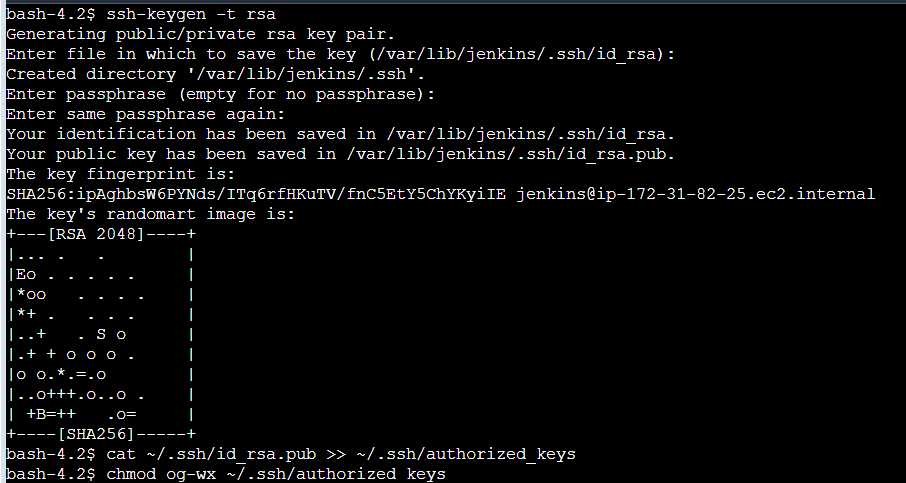 bash-4.2$ ssh-keygen -t rsa
Generating public/private rsa key pair.
Enter file in which to save the key (/var/lib/jenkins/.ssh/id_rsa):
Created directory '/var/lib/jenkins/.ssh'.
Enter passphrase (empty for no passphrase):
Enter same passphrase again:
Your identification has been saved in /var/lib/jenkins/.ssh/id_rsa.
Your public key has been saved in /var/lib/jenkins/.ssh/id_rsa.pub.
The key fingerprint is:
SHA256:ipAghbsW6PYNds/ITq6rfHKuTV/fnC5EtY5ChYKyiIE jenkins@ip-172-31-82-25.ec2.internal
The key's randomart image is:
+---[RSA 2048]----+
|... .   .        |
|Eo . . . . .     |
|*oo   . . . .    |
|*+ .   . . .     |
|..+   . S o      |
|.+ + o o o .     |
|o o.*.=.o        |
|..o+++.o..o .    |
| +B=++   .o=     |
+----[SHA256]-----+
bash-4.2$ cat ~/.ssh/id_rsa.pub >> ~/.ssh/authorized_keys
bash-4.2$ chmod og-wx ~/.ssh/authorized keys